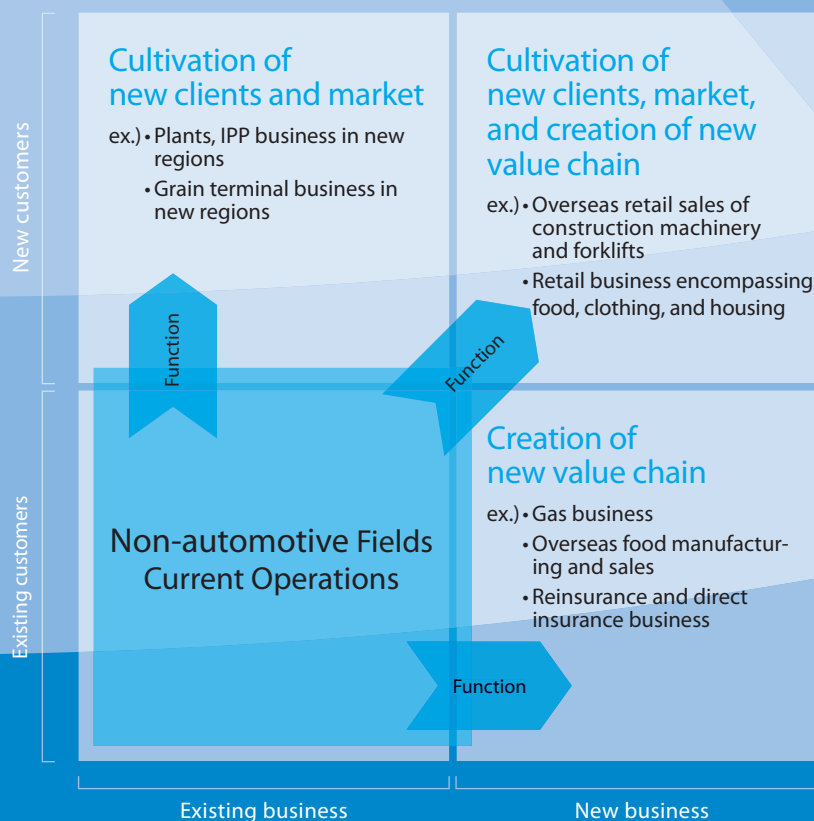 New customers
Cultivation of
new clients and market
ex.) • Plants, IPP business in new
regions
• Grain terminal business in
new regions
Cultivation of
new clients, market,
and creation of new
value chain
ex.) • Overseas retail sales of
construction machinery
and forklifts
• Retail business encompassing
food, clothing, and housing
Function
Function
Existing customers
Non-automotive Fields
Current Operations
Creation of
new value chain
ex.) • Gas business
• Overseas food manufactur-
ing and sales
• Reinsurance and direct
insurance business
Function
Existing business
New business